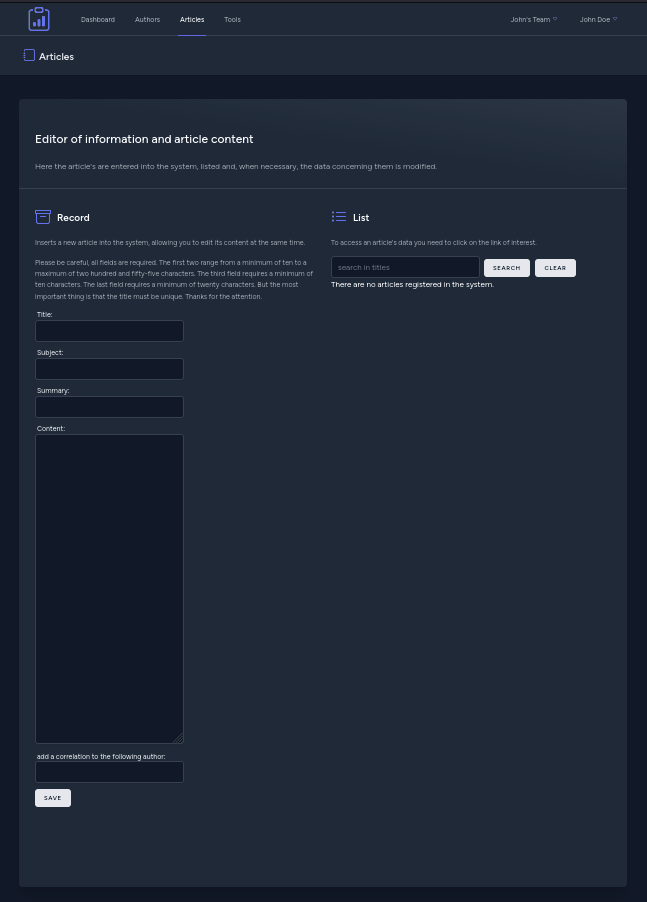 Dashboard Authors Articles Tools John's Team John Doe
Articles
Editor of information and article content
Here the article's are entered into the system, listed and, when necessary, the data concerning them is modified.
Record
Inserts a new article into the system, allowing you to edit its content at the same time.
Please be careful, all fields are required. The first two range from a minimum of ten to a
maximum of two hundred and fifty-five characters. The third field requires a minimum of
ten characters. The last field requires a minimum of twenty characters. But the most
important thing is that the title must be unique. Thanks for the attention.
Title:
Subject:
Summary:
Content:
add a correlation to the following author:
SAVE
List
To access an article's data you need to click on the link of interest.
search in titles SEARCH CLEAR
There are no articles registered in the system.